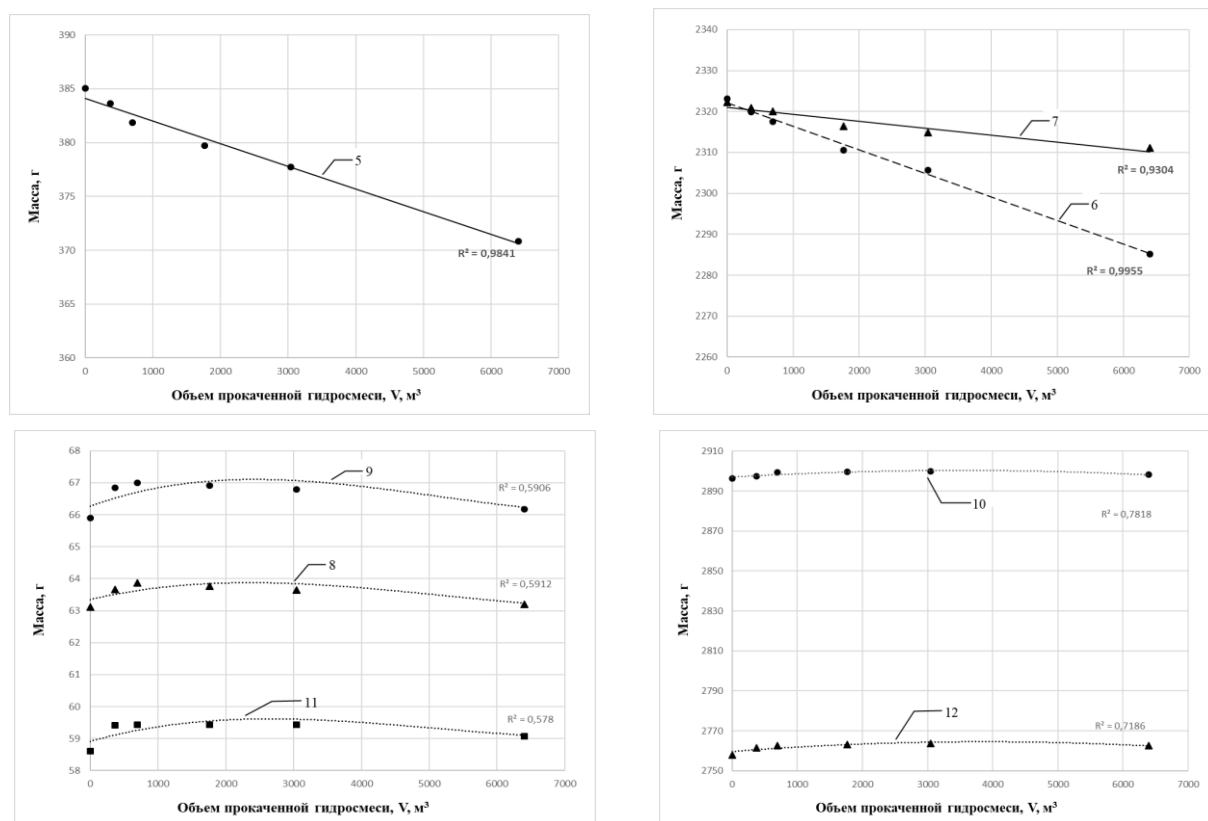 390
385
380
375
370
365
360
0 1000 2000 3000 4000 5000 6000 7000
Масса, г
Объем прокаченной гидросмеси, V, м³
5
R² = 0,9841
2340
2330
2320
2310
2300
2290
2280
2270
2260
0 1000 2000 3000 4000 5000 6000 7000
Масса, г
Объем прокаченной гидросмеси, V, м³
7
R² = 0,9304
6
R² = 0,9955
68
67
66
65
64
63
62
61
60
59
58
0 1000 2000 3000 4000 5000 6000 7000
Масса, г
Объем прокаченной гидросмеси, V, м³
9
R² = 0,5906
8
R² = 0,5912
11
R² = 0,578
2910
2890
2870
2850
2830
2810
2790
2770
2750
0 1000 2000 3000 4000 5000 6000 7000
Масса, г
Объем прокаченной гидросмеси, V, м³
10
R² = 0,7818
12
R² = 0,7186